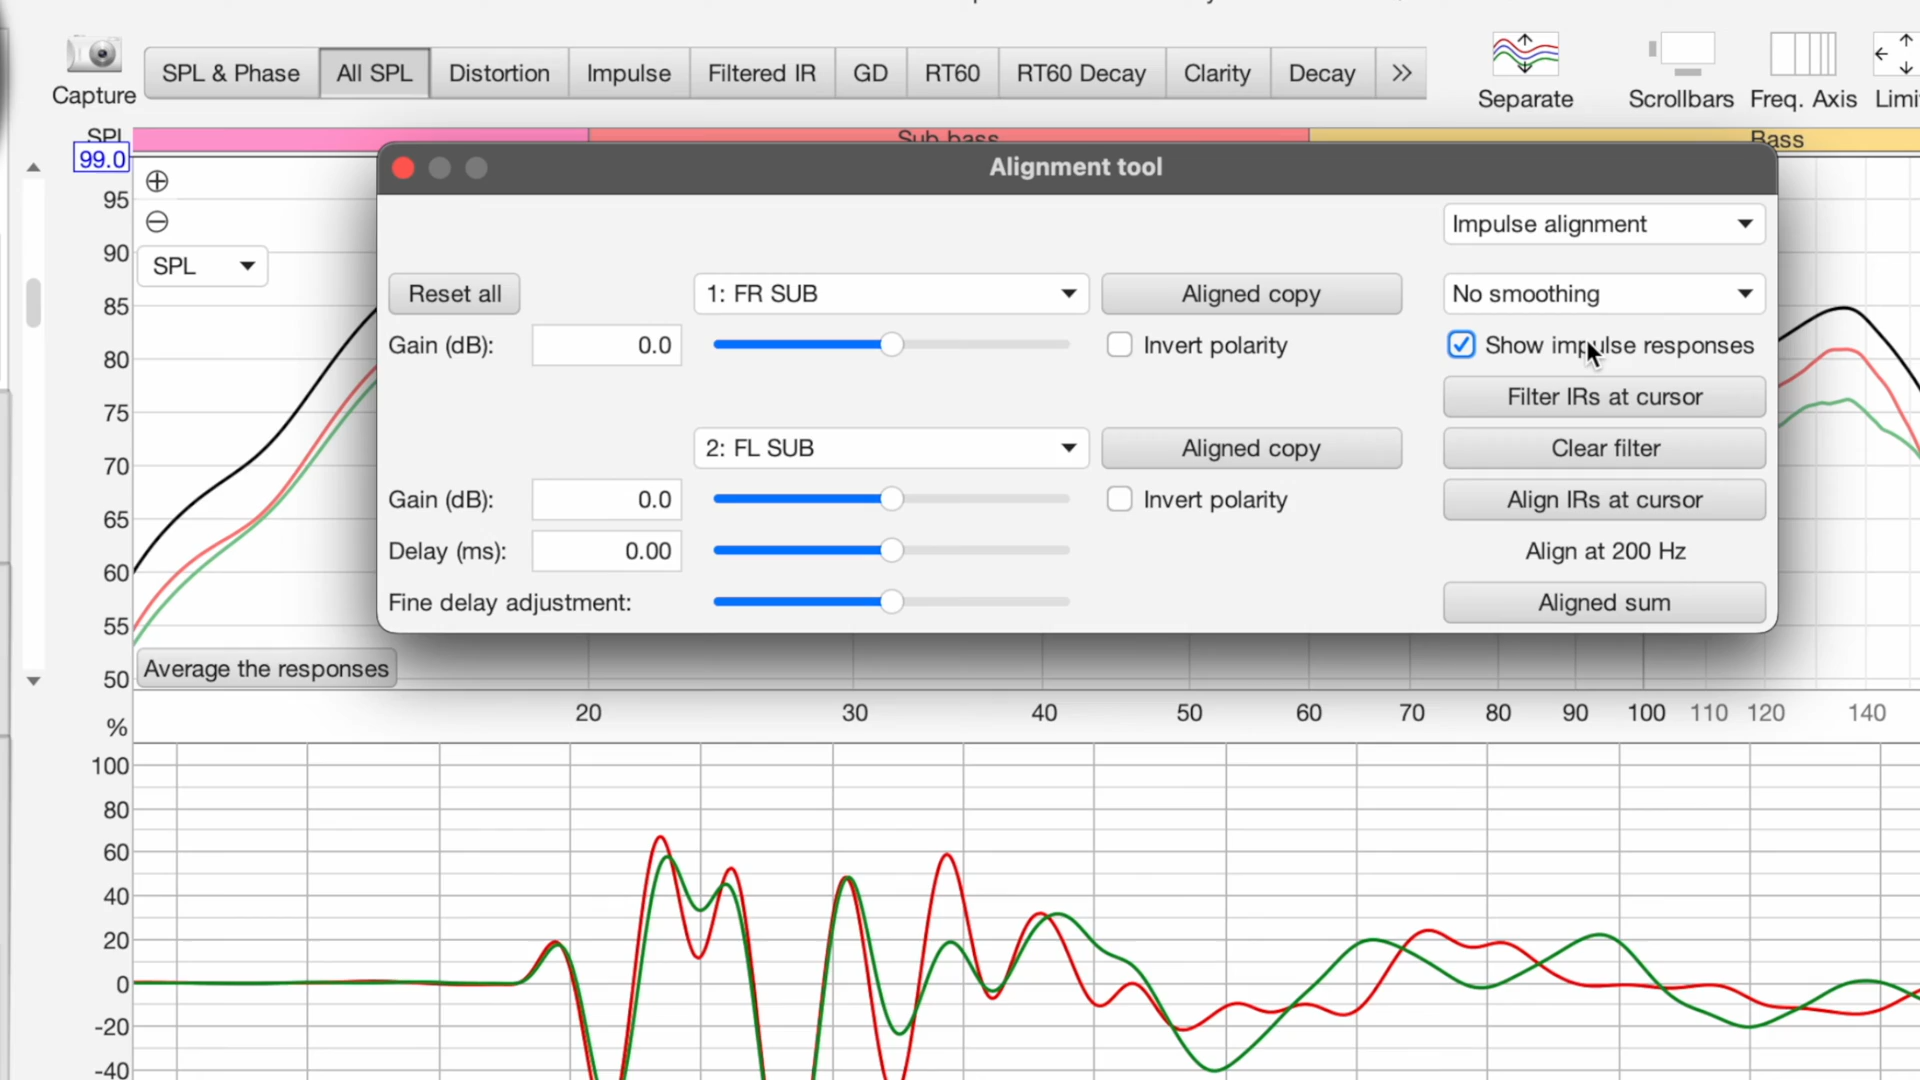 Capture
SPL & Phase
All SPL
Distortion
Impulse
Filtered IR
GD
RT60
RT60 Decay
Clarity
Decay
Separate
Scrollbars
Freq. Axis
Limi
SPL
Sub bass
Bass
99.0
Alignment tool
95
90
85
80
75
70
65
60
55
50
SPL
Impulse alignment
Reset all
1: FR SUB
Aligned copy
No smoothing
Gain (dB):
0.0
Invert polarity
Show impulse responses
Filter IRs at cursor
2: FL SUB
Aligned copy
Clear filter
Gain (dB):
0.0
Invert polarity
Align IRs at cursor
Delay (ms):
0.00
Align at 200 Hz
Fine delay adjustment:
Aligned sum
Average the responses
20
30
40
50
60
70
80
90
100
110
120
140
%
100
80
60
40
20
0
-20
-40